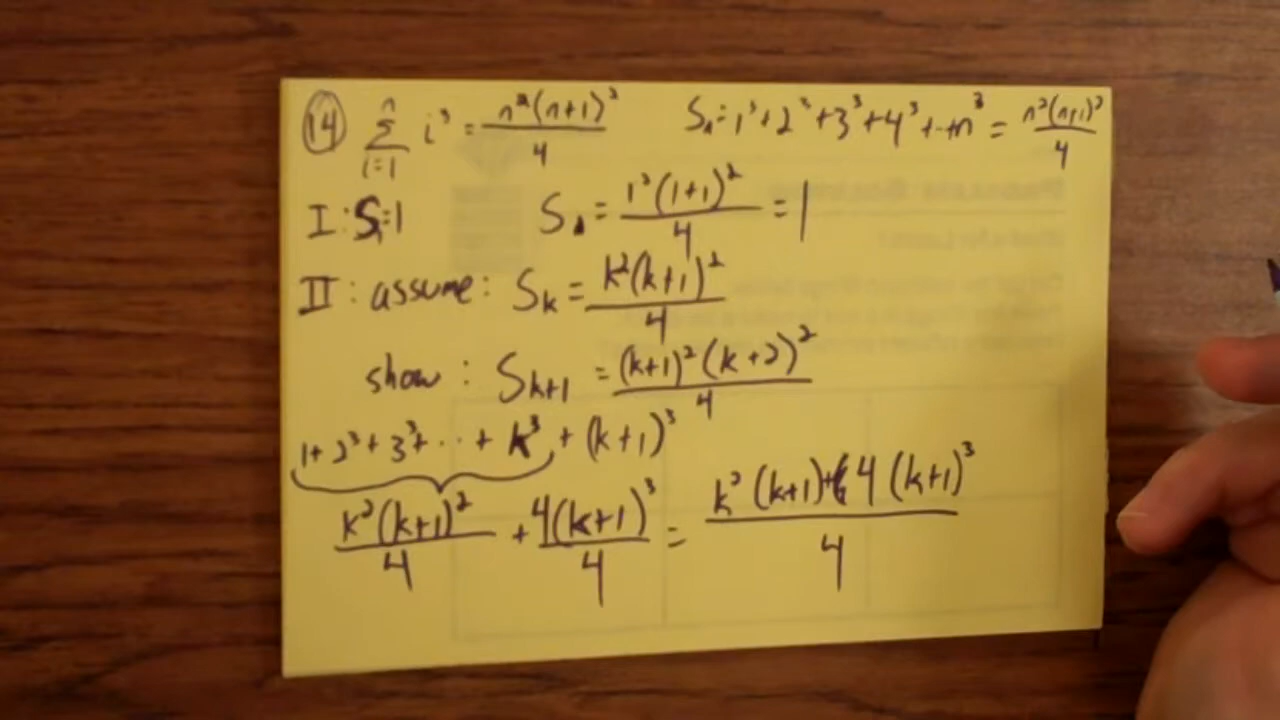 14 n∑i=1 i³ = n²(n+1)²/4 Sₙ = 1³+2³+3³+4³+⋯+n³ = n²(n+1)²/4
I : S₁=1 S₁ = 1²(1+1)²/4 = 1
II : assume : Sₖ = k²(k+1)²/4
show : Sₖ₊₁ = (k+1)²(k+2)²/4
1+2³+3³+⋯+k³+(k+1)³
k²(k+1)²/4 + 4(k+1)³/4 = k²(k+1)+4(k+1)³/4